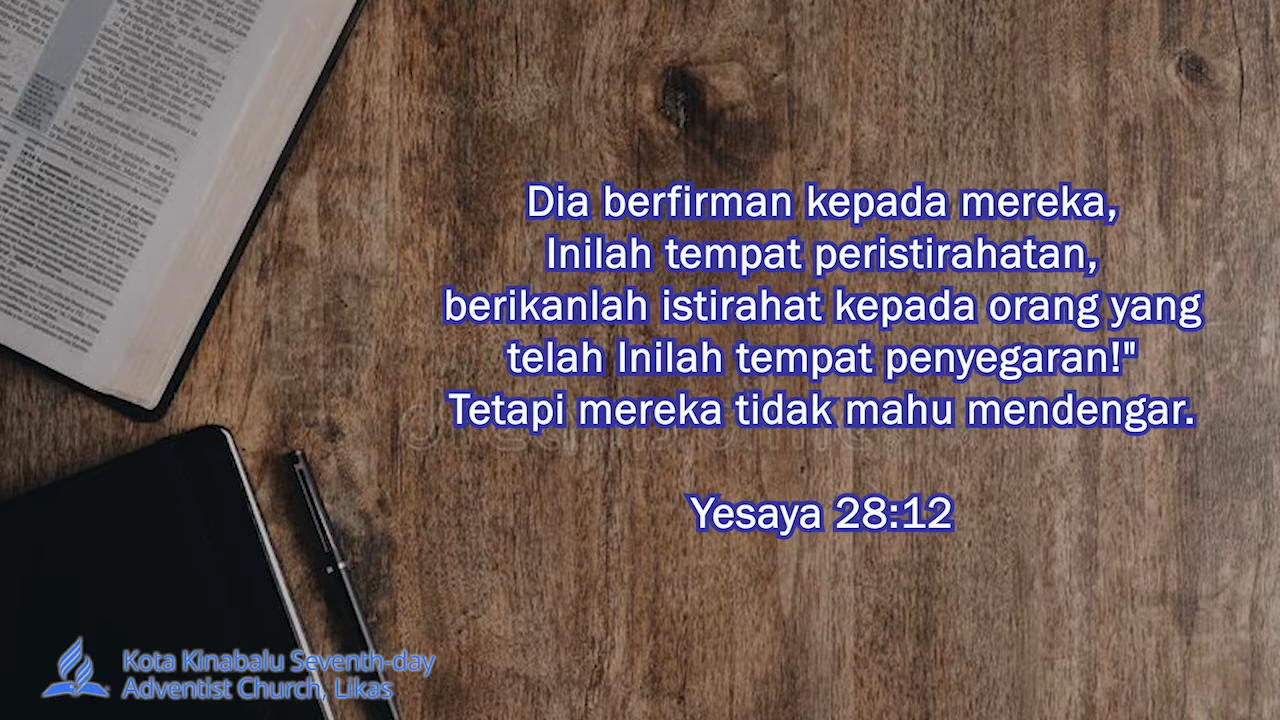 Dia berfirman kepada mereka,
Inilah tempat peristirahatan,
berikanlah istirahat kepada orang yang
telah Inilah tempat penyegaran!"
Tetapi mereka tidak mahu mendengar.
Yesaya 28:12
Kota Kinabalu Seventh-day
Adventist Church, Likas